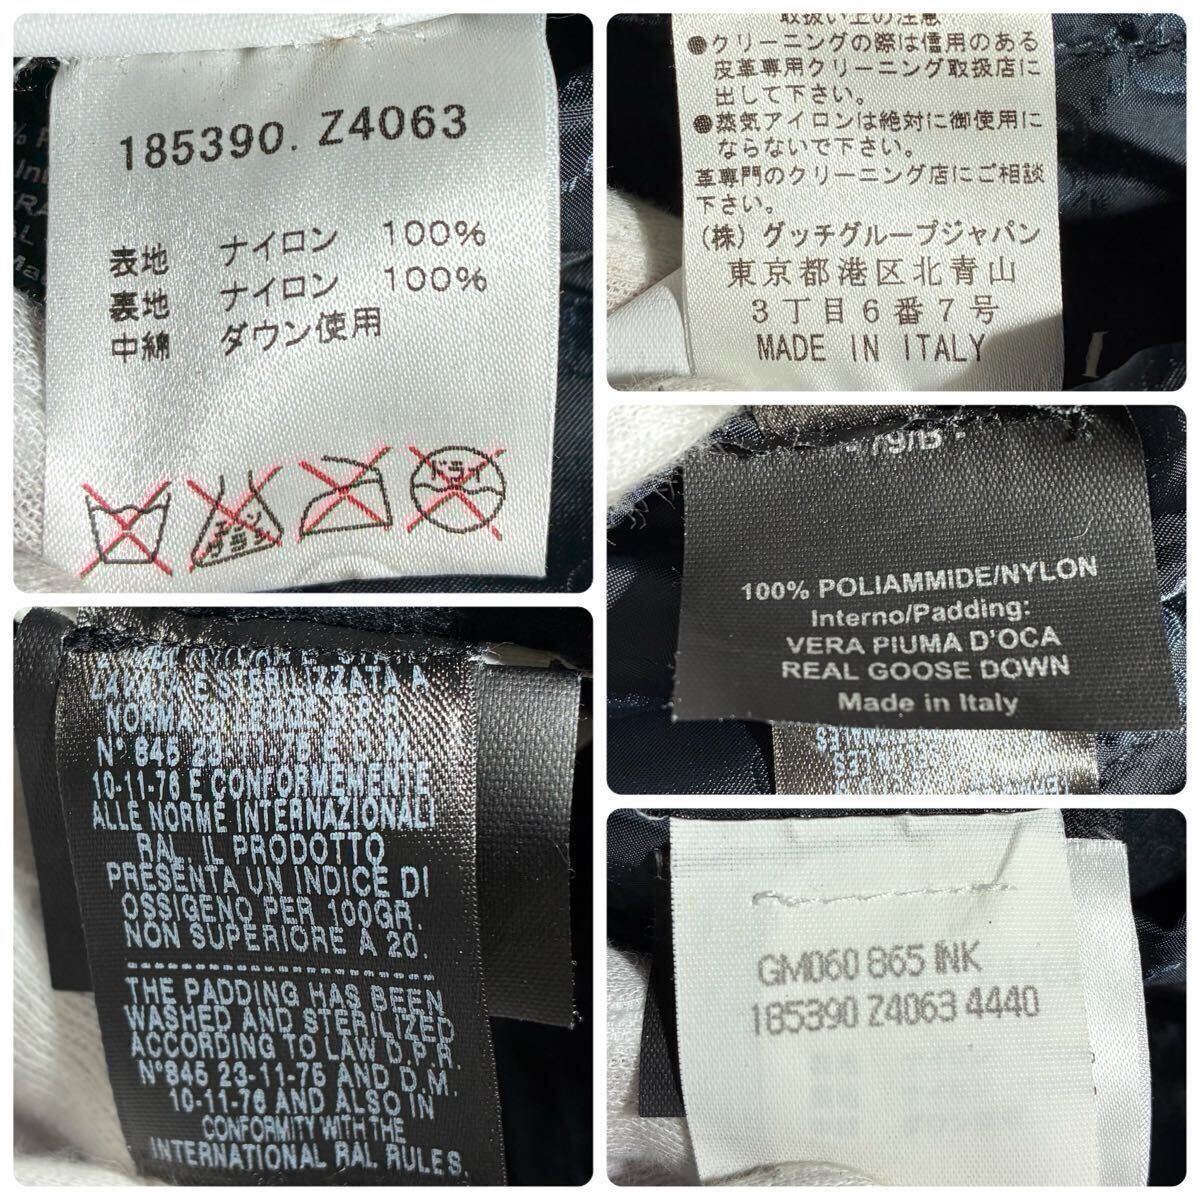 185390. Z4063
表地 ナイロン 100%
裏地 ナイロン 100%
中綿 ダウン使用
ドライ
取扱い上の注意
●クリーニングの際は信用のある
皮革専用クリーニング取扱店に
出して下さい。
●蒸気アイロンは絶対に御使用に
ならないで下さい。
革専門のクリーニング店にご相談
下さい。
(株)グッチグループジャパン
東京都港区北青山
3丁目6番7号
MADE IN ITALY
79/B -
100% POLIAMMIDE/NYLON
Interno/Padding:
VERA PIUMA D'OCA
REAL GOOSE DOWN
Made in Italy
LAVATA E STERILIZZATA A
NORMA DI LEGGE D.P.R.
N° 845 23-11-75 E D.M.
10-11-76 E CONFORMEMENTE
ALLE NORME INTERNAZIONALI
RAL. IL PRODOTTO
PRESENTA UN INDICE DI
OSSIGENO PER 100GR.
NON SUPERIORE A 20.
THE PADDING HAS BEEN
WASHED AND STERILIZED
ACCORDING TO LAW D.P.R.
N°845 23-11-75 AND D.M.
10-11-76 AND ALSO IN
CONFORMITY WITH THE
INTERNATIONAL RAL RULES.
GM060 865 INK
185390 Z4063 4440